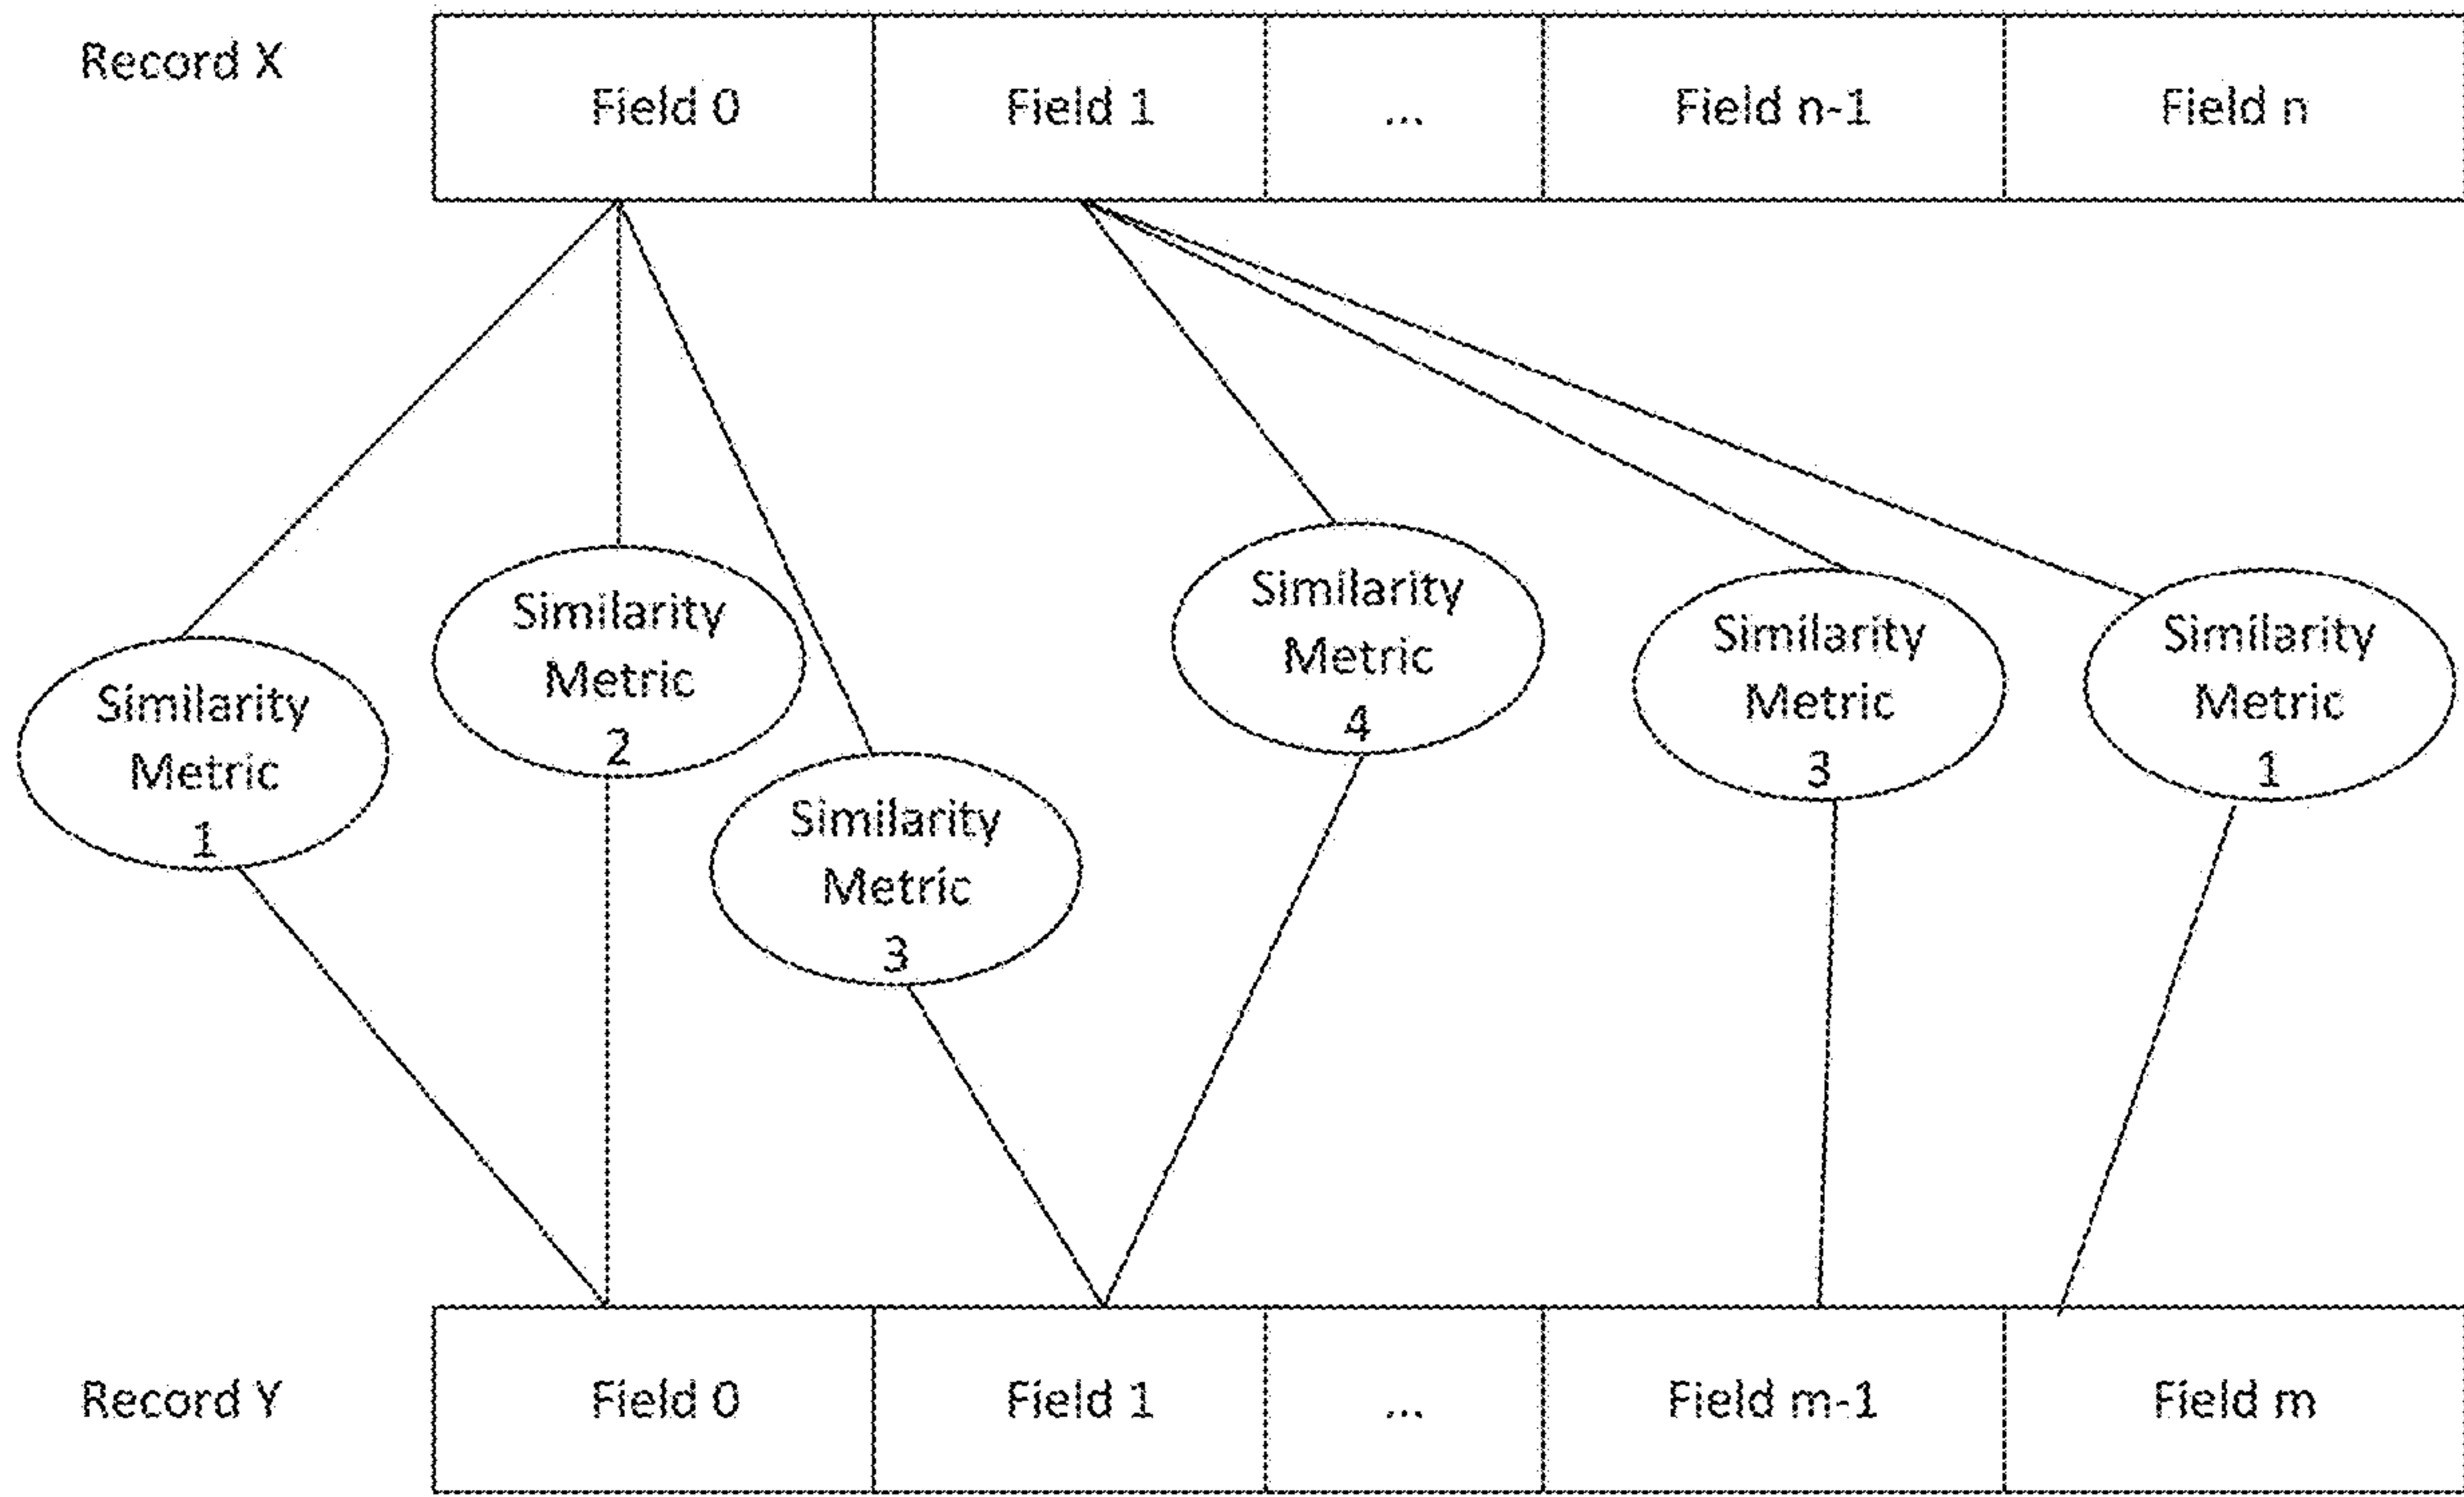 Record X
Field 0
Field 1
...
Field n-1
Field n
Similarity
Metric
1
Similarity
Metric
2
Similarity
Metric
3
Similarity
Metric
4
Similarity
Metric
3
Similarity
Metric
1
Record Y
Field 0
Field 1
...
Field m-1
Field m